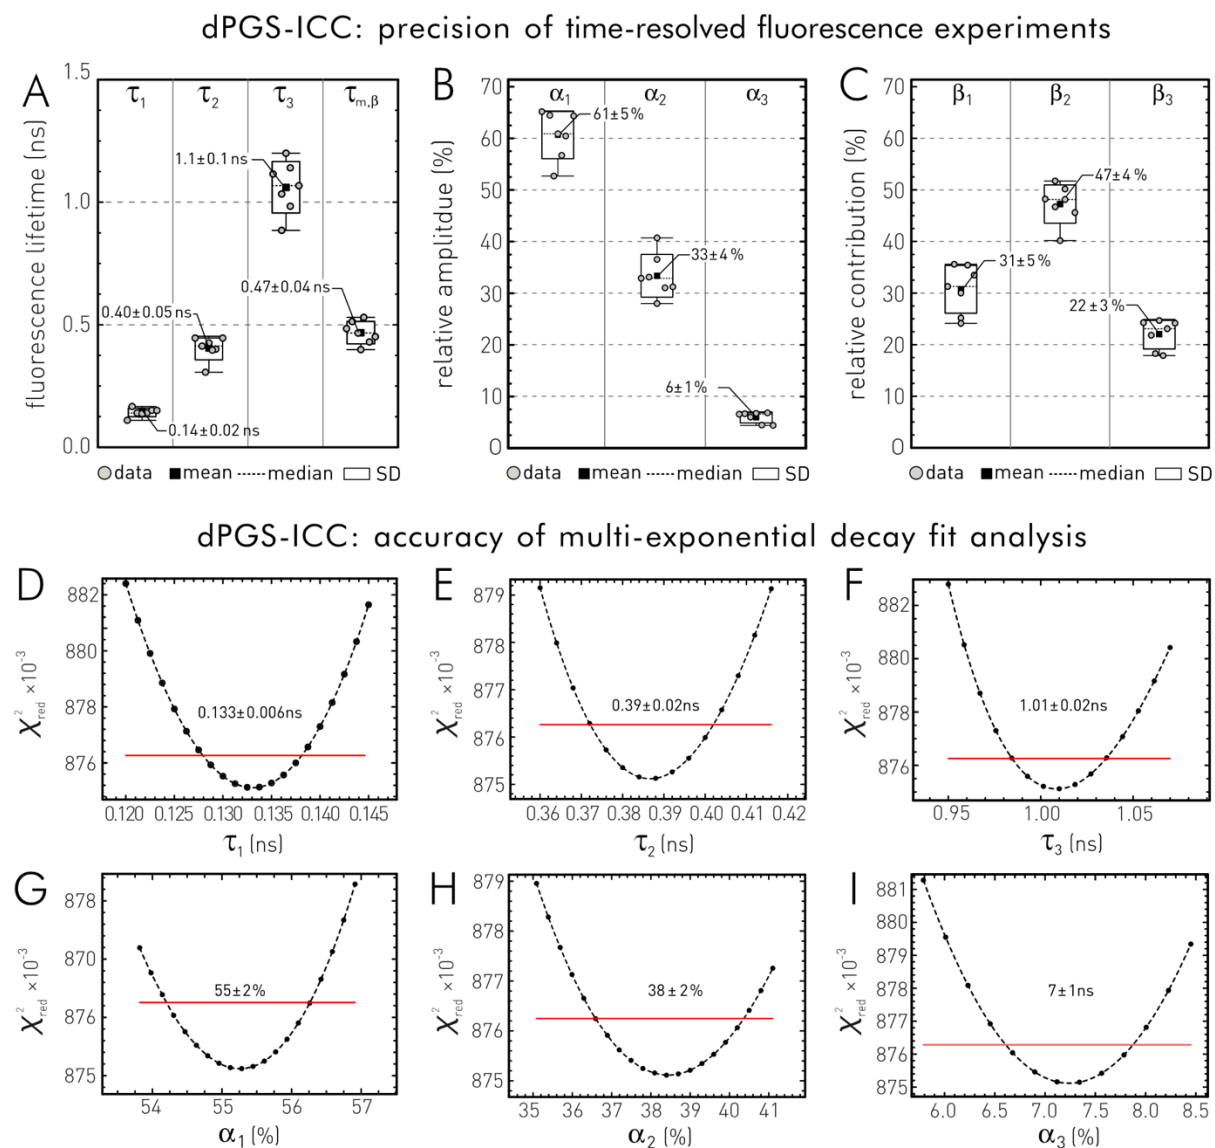 dPGS-ICC: precision of time-resolved fluorescence experiments
A
fluorescence lifetime (ns)
1.5
1.0
0.5
0.0
τ1
τ2
τ3
τm,β
1.1±0.1 ns
0.40±0.05 ns
0.47±0.04 ns
0.14±0.02 ns
data mean median SD
B
relative amplitdue (%)
70
60
50
40
30
20
10
0
α1
α2
α3
61±5%
33±4%
6±1%
data mean median SD
C
relative contribution (%)
70
60
50
40
30
20
10
0
β1
β2
β3
47±4%
31±5%
22±3%
data mean median SD
dPGS-ICC: accuracy of multi-exponential decay fit analysis
D
χ²red ×10⁻³
882
880
878
876
0.133±0.006ns
0.120 0.125 0.130 0.135 0.140 0.145
τ1 (ns)
E
χ²red ×10⁻³
879
878
877
876
875
0.39±0.02ns
0.36 0.37 0.38 0.39 0.40 0.41 0.42
τ2 (ns)
F
χ²red ×10⁻³
882
880
878
876
1.01±0.02ns
0.95 1.00 1.05
τ3 (ns)
G
χ²red ×10⁻³
878
870
876
875
55±2%
54 55 56 57
α1 (%)
H
χ²red ×10⁻³
879
878
877
876
875
38±2%
35 36 37 38 39 40 41
α2 (%)
I
χ²red ×10⁻³
881
880
879
878
877
876
875
7±1ns
6.0 6.5 7.0 7.5 8.0 8.5
α3 (%)